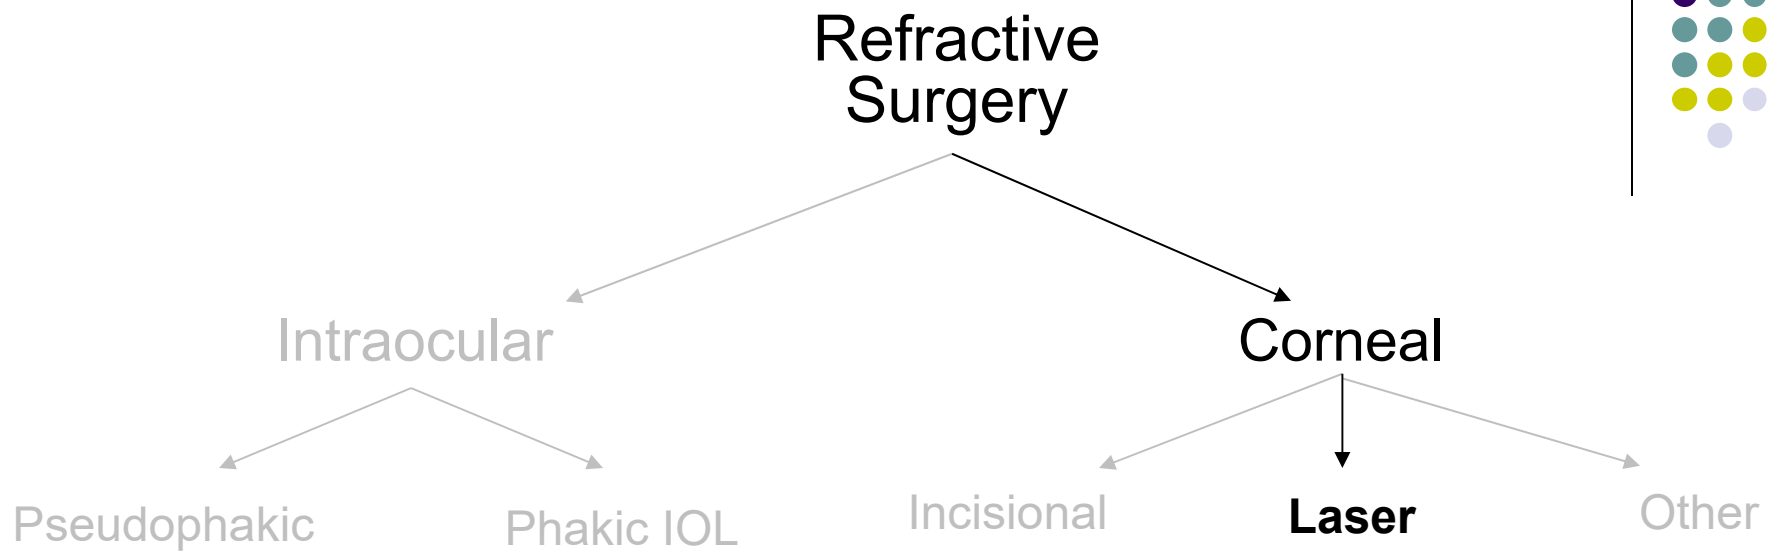 Refractive
Surgery
Intraocular
Corneal
Pseudophakic
Phakic IOL
Incisional
Laser
Other